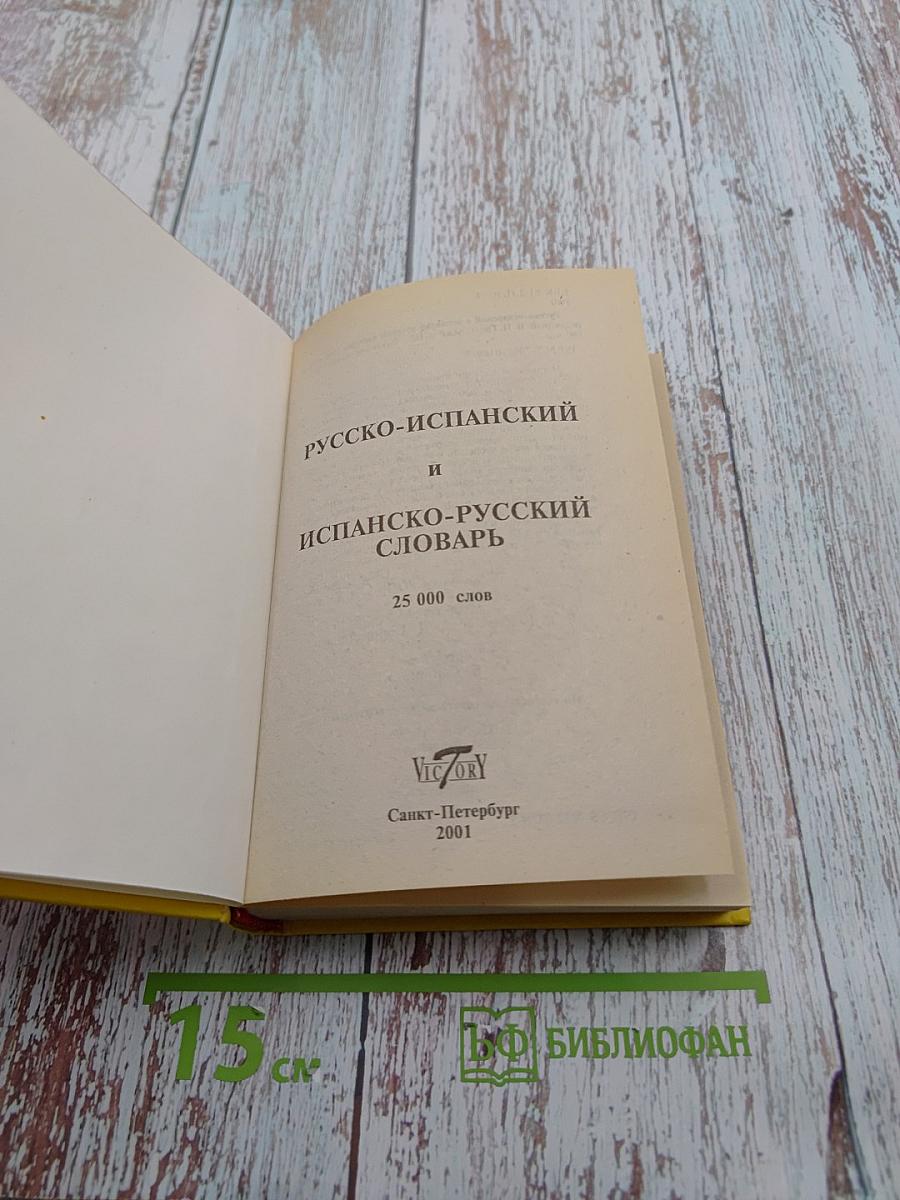 РУССКО-ИСПАНСКИЙ
и
ИСПАНСКО-РУССКИЙ
СЛОВАРЬ
25 000 слов
VICTORY
Санкт-Петербург
2001
15 см
БФ БИБЛИОФАН